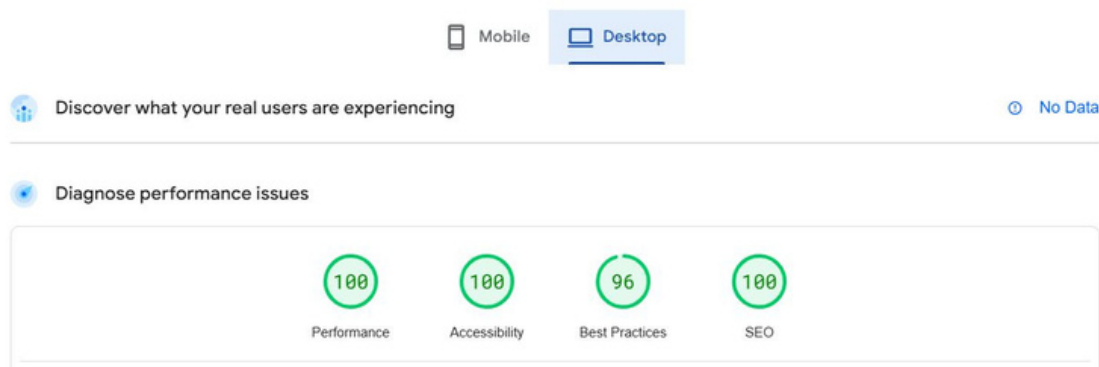 Mobile Desktop
Discover what your real users are experiencing No Data
Diagnose performance issues
100 100 96 100
Performance Accessibility Best Practices SEO